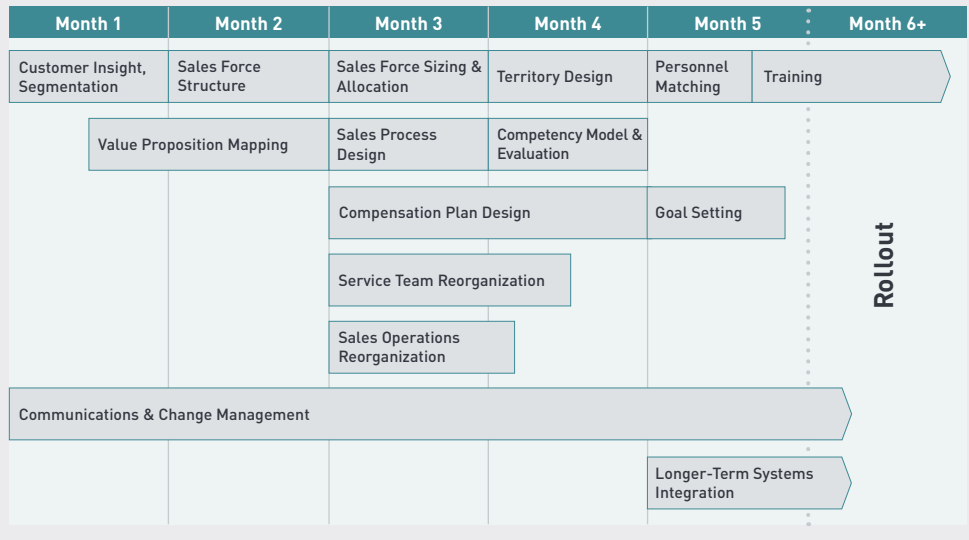 Month 1
Month 2
Month 3
Month 4
Month 5
Month 6+
Customer Insight,
Segmentation
Sales Force
Structure
Sales Force Sizing &
Allocation
Territory Design
Personnel
Matching
Training
Value Proposition Mapping
Sales Process
Design
Competency Model &
Evaluation
Compensation Plan Design
Goal Setting
Service Team Reorganization
Sales Operations
Reorganization
Rollout
Communications & Change Management
Longer-Term Systems
Integration